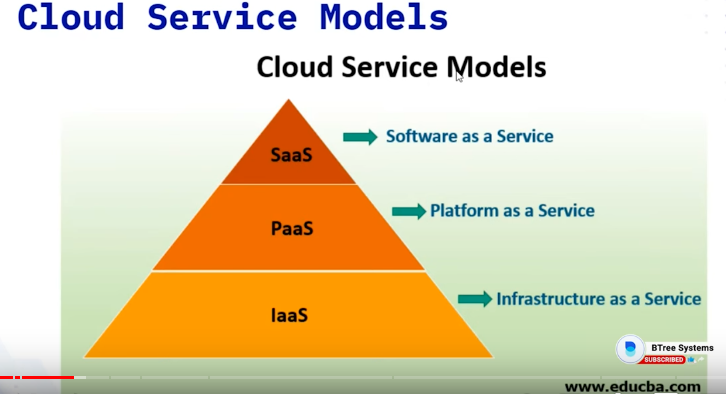 Cloud Service Models
Cloud Service Models
SaaS
Software as a Service
PaaS
Platform as a Service
IaaS
Infrastructure as a Service
BTree Systems
SUBSCRIBED
www.educba.com